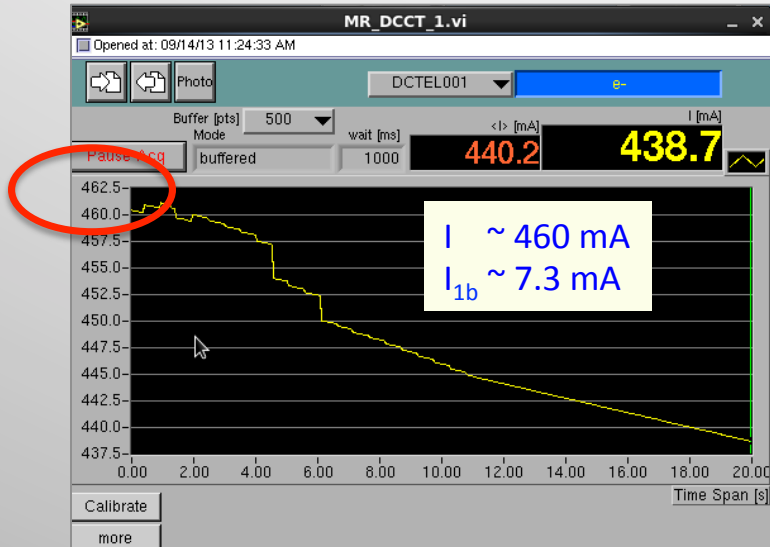 MR_DCCT_1.vi
Opened at: 09/14/13 11:24:33 AM
Photo DCTEL001 e-
Buffer [pts] 500
Mode wait [ms] <I> [mA] I [mA]
Pause Acq buffered 1000 440.2 438.7
462.5
460.0
457.5
455.0
452.5
450.0
447.5
445.0
442.5
440.0
437.5
I ~ 460 mA
I1b ~ 7.3 mA
0.00 2.00 4.00 6.00 8.00 10.00 12.00 14.00 16.00 18.00 20.00
Time Span [s]
Calibrate
more